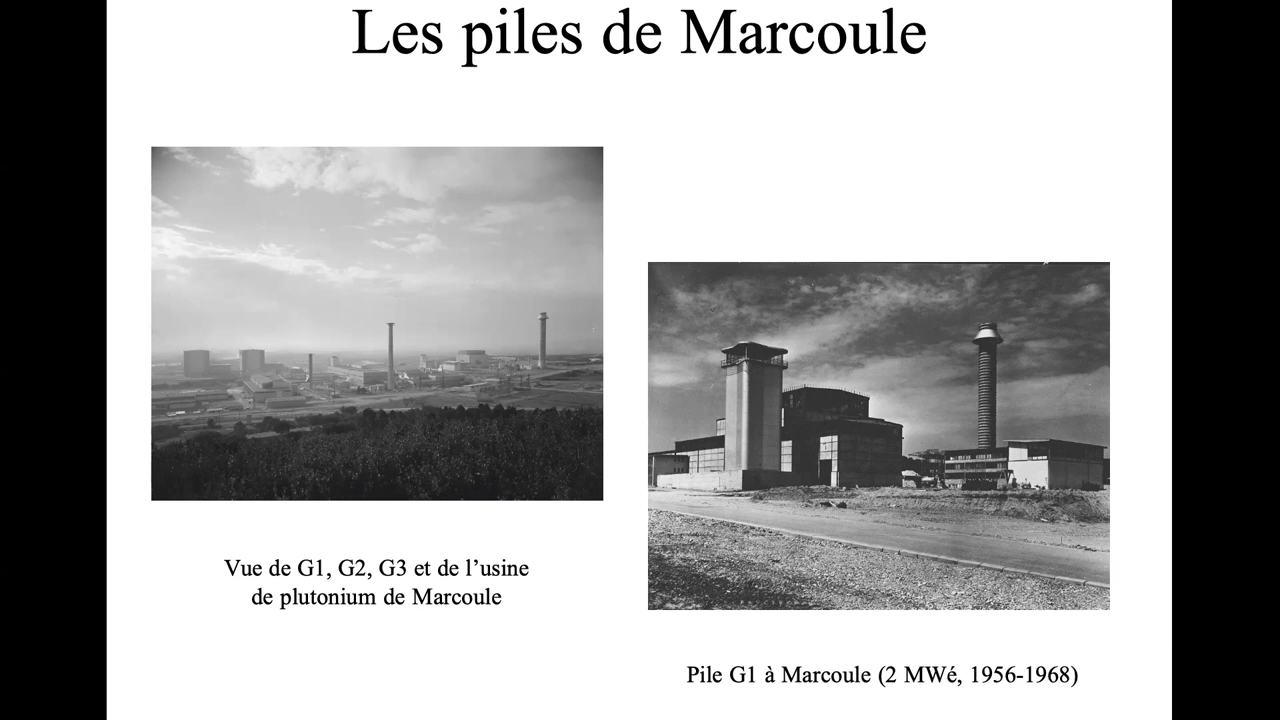 Les piles de Marcoule
Vue de G1, G2, G3 et de l’usine
de plutonium de Marcoule
Pile G1 à Marcoule (2 MWé, 1956-1968)